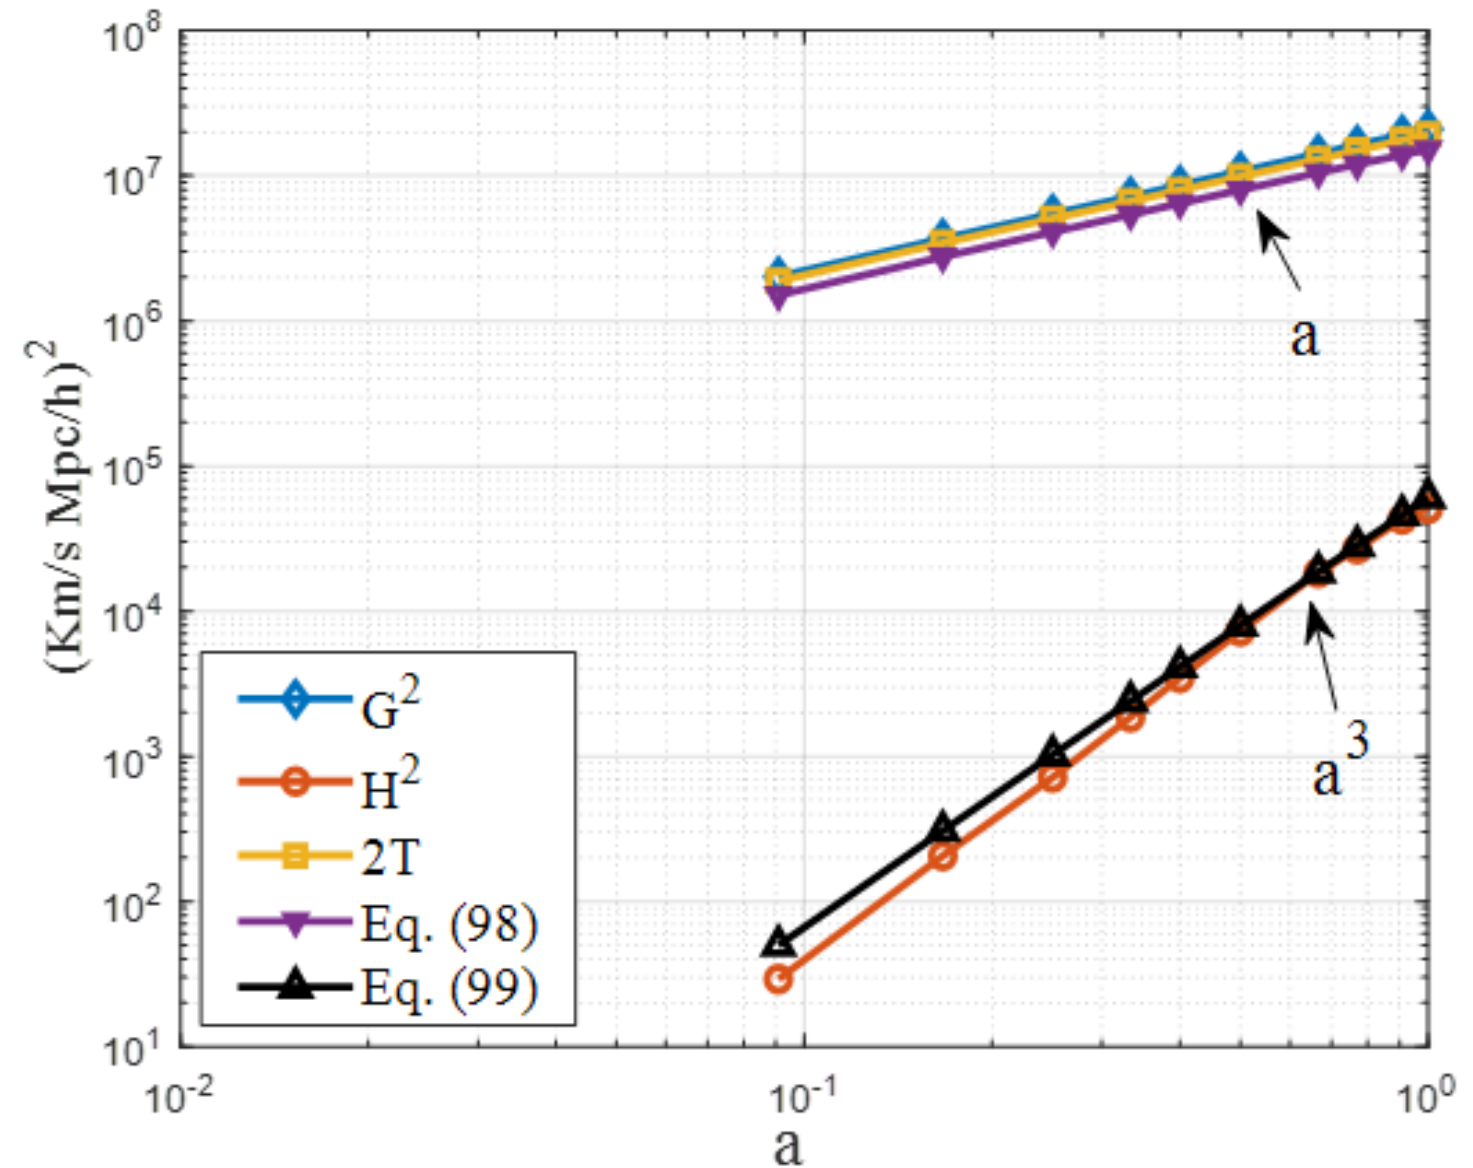 10^8
10^7
10^6
10^5
10^4
10^3
10^2
10^1
(Km/s Mpc/h)^2
a
a^3
G^2
H^2
2T
Eq. (98)
Eq. (99)
10^-2
10^-1
10^0
a